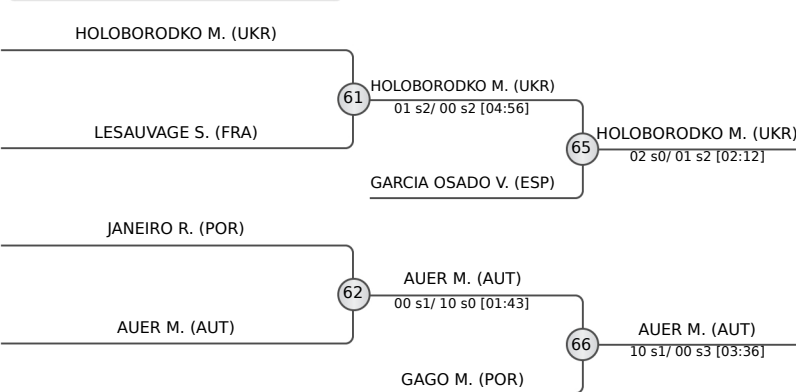 HOLOBORODKO M. (UKR)
LESAUVAGE S. (FRA)
61
HOLOBORODKO M. (UKR)
01 s2/ 00 s2 [04:56]
GARCIA OSADO V. (ESP)
65
HOLOBORODKO M. (UKR)
02 s0/ 01 s2 [02:12]
JANEIRO R. (POR)
AUER M. (AUT)
62
AUER M. (AUT)
00 s1/ 10 s0 [01:43]
GAGO M. (POR)
66
AUER M. (AUT)
10 s1/ 00 s3 [03:36]